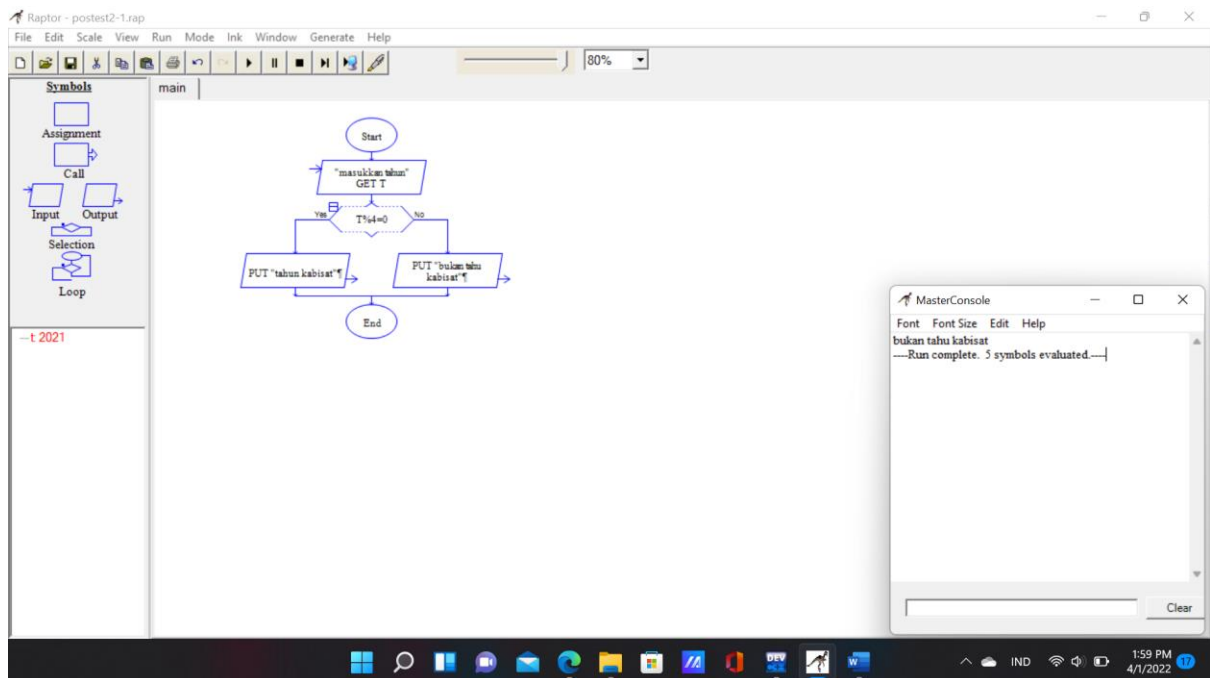 Raptor - postest2-1.rap
File Edit Scale View Run Mode Ink Window Generate Help
80%
Symbols
main
Assignment
Call
Input Output
Selection
Loop
t: 2021
Start
"masukkan tahun"
GET T
Yes
T%4=0
No
PUT "tahun kabisat"¶
PUT "bukan tahu
kabisat"¶
End
MasterConsole
Font Font Size Edit Help
bukan tahu kabisat
----Run complete. 5 symbols evaluated.----
Clear
DEV
W
IND
1:59 PM
4/1/2022
17